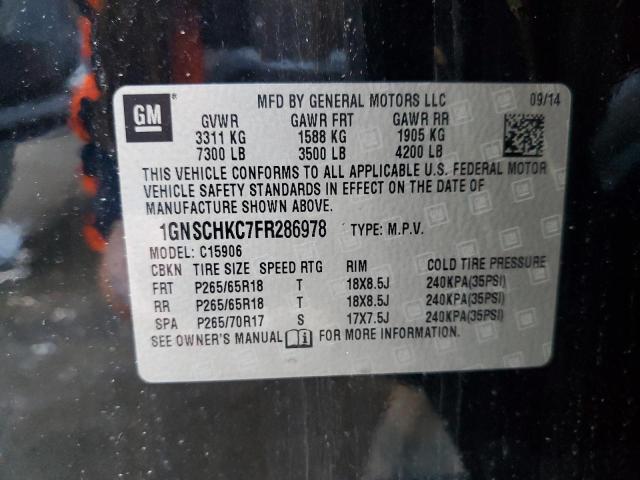 GM
MFD BY GENERAL MOTORS LLC 09/14
GVWR GAWR FRT GAWR RR
3311 KG 1588 KG 1905 KG
7300 LB 3500 LB 4200 LB
THIS VEHICLE CONFORMS TO ALL APPLICABLE U.S. FEDERAL MOTOR
VEHICLE SAFETY STANDARDS IN EFFECT ON THE DATE OF
MANUFACTURE SHOWN ABOVE.
1GNSCHKC7FR286978 TYPE: M.P.V.
MODEL: C15906
CBKN TIRE SIZE SPEED RTG RIM COLD TIRE PRESSURE
FRT P265/65R18 T 18X8.5J 240KPA(35PSI)
RR P265/65R18 T 18X8.5J 240KPA(35PSI)
SPA P265/70R17 S 17X7.5J 240KPA(35PSI)
SEE OWNER'S MANUAL FOR MORE INFORMATION.